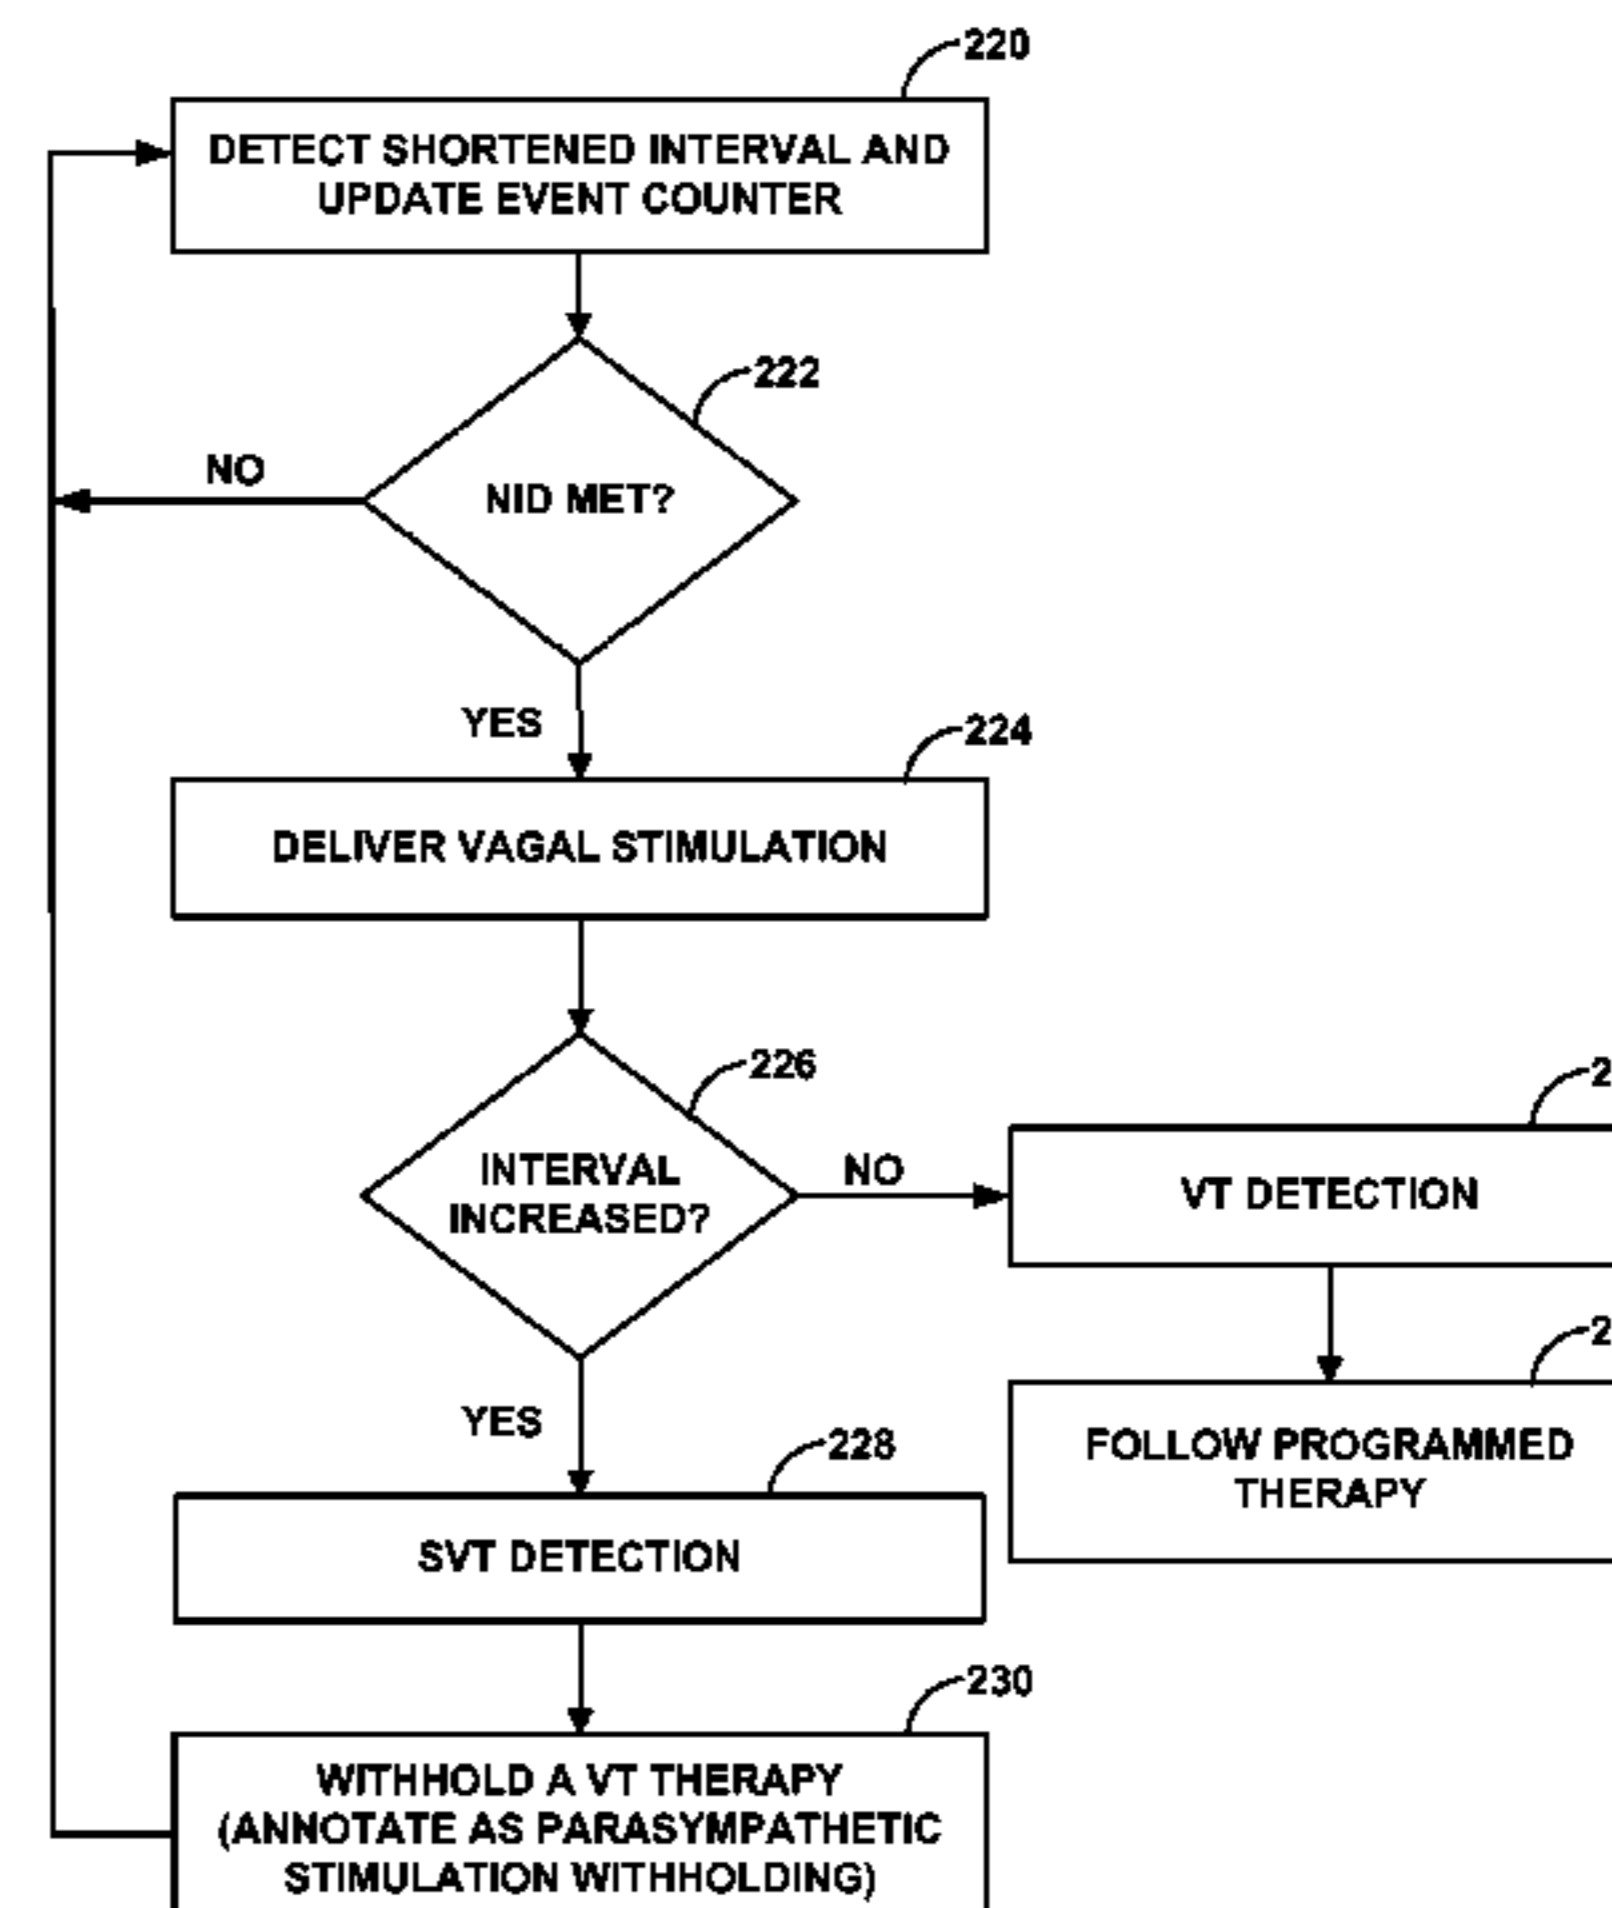 220
DETECT SHORTENED INTERVAL AND
UPDATE EVENT COUNTER
222
NO
NID MET?
YES
224
DELIVER VAGAL STIMULATION
226
INTERVAL
INCREASED?
NO
2
VT DETECTION
2
FOLLOW PROGRAMMED
THERAPY
YES
228
SVT DETECTION
230
WITHHOLD A VT THERAPY
(ANNOTATE AS PARASYMPATHETIC
STIMULATION WITHHOLDING)